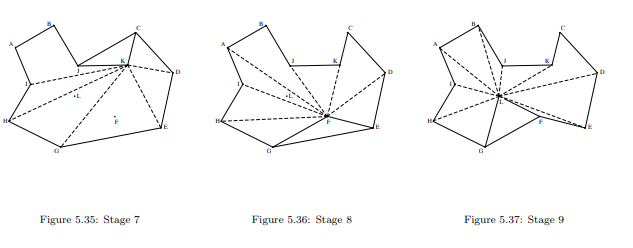 B
C
A
J
K
D
I
L
H
F
E
G
B
C
A
J
K
D
I
L
H
F
E
G
B
C
A
J
K
D
I
L
H
F
E
G
Figure 5.35: Stage 7
Figure 5.36: Stage 8
Figure 5.37: Stage 9